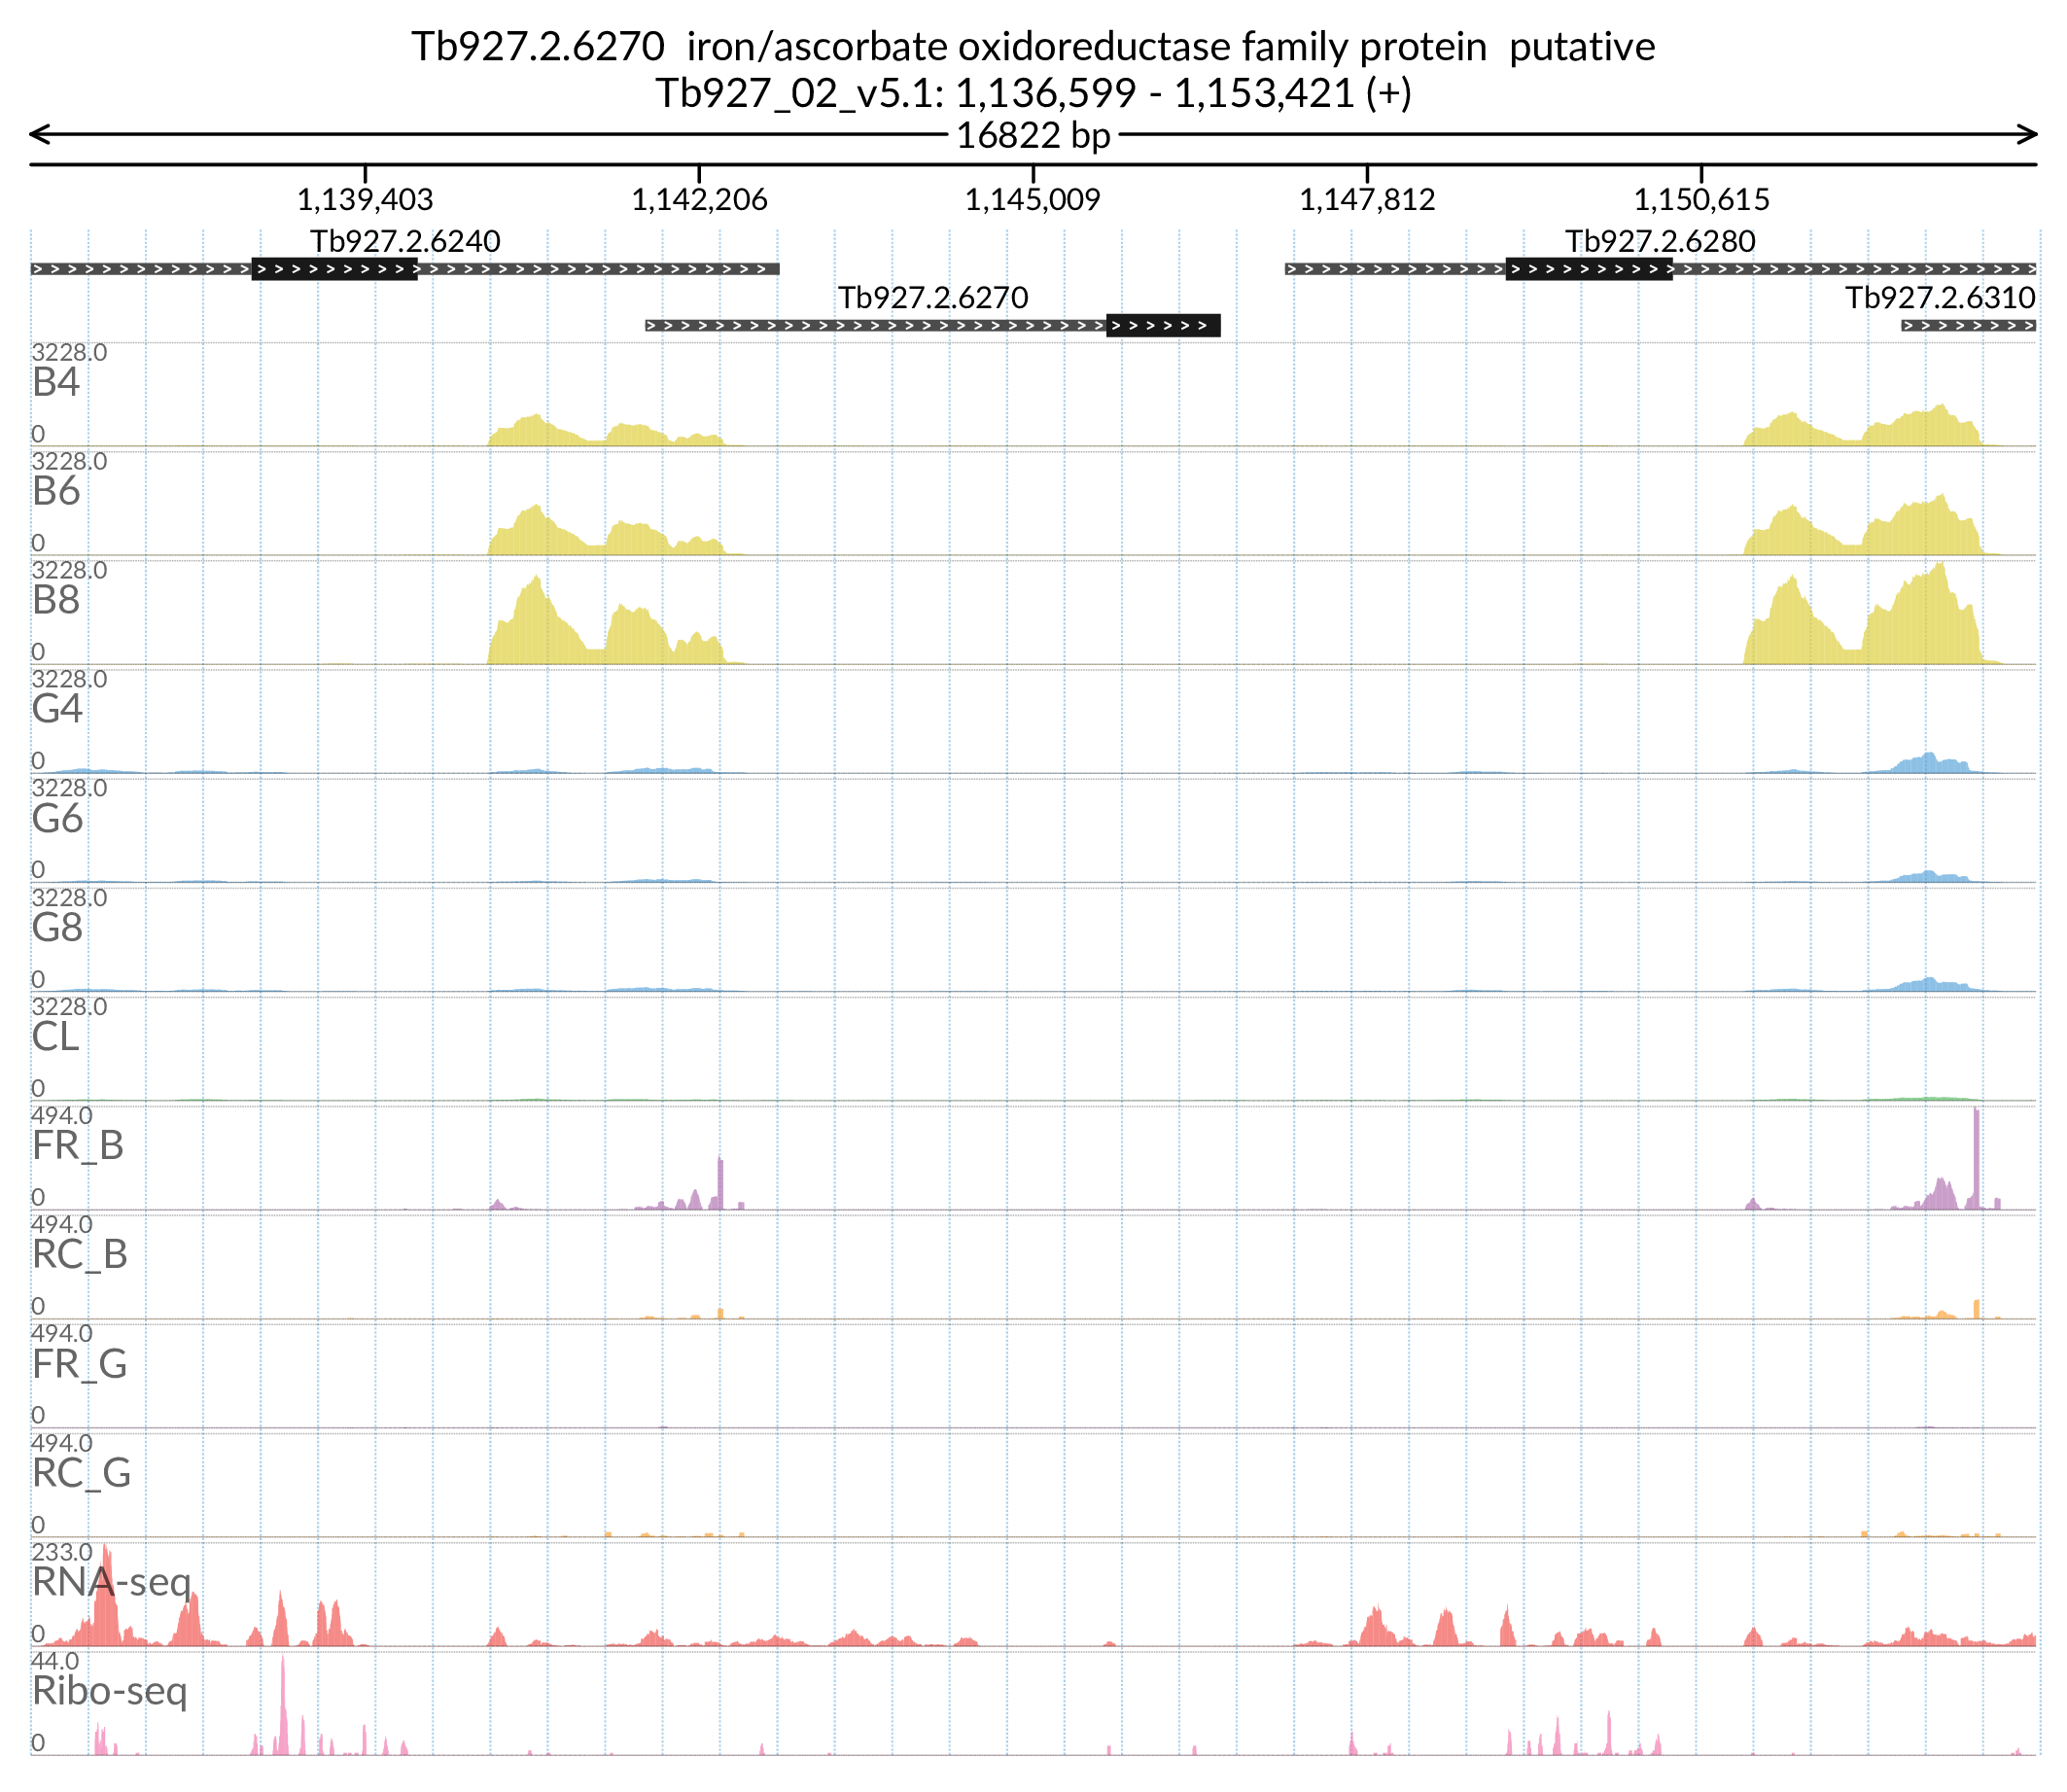 Tb927.2.6270  iron/ascorbate oxidoreductase family protein  putative
Tb927_02_v5.1: 1,136,599 - 1,153,421 (+)
16822 bp
1,139,403 1,142,206 1,145,009 1,147,812 1,150,615
Tb927.2.6240 Tb927.2.6280
Tb927.2.6270 Tb927.2.6310
3228.0
B4
0
3228.0
B6
0
3228.0
B8
0
3228.0
G4
0
3228.0
G6
0
3228.0
G8
0
3228.0
CL
0
494.0
FR_B
0
494.0
RC_B
0
494.0
FR_G
0
494.0
RC_G
0
233.0
RNA-seq
0
44.0
Ribo-seq
0